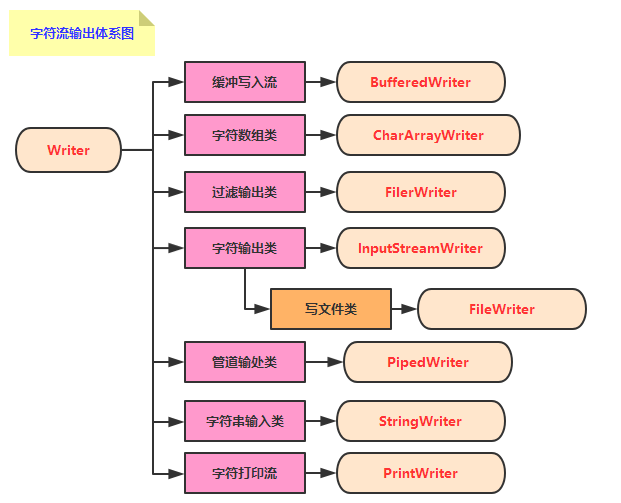 字符流输出体系图
缓冲写入流
BufferedWriter
字符数组类
CharArrayWriter
Writer
过滤输出类
FilerWriter
字符输出类
InputStreamWriter
写文件类
FileWriter
管道输处类
PipedWriter
字符串输入类
StringWriter
字符打印流
PrintWriter